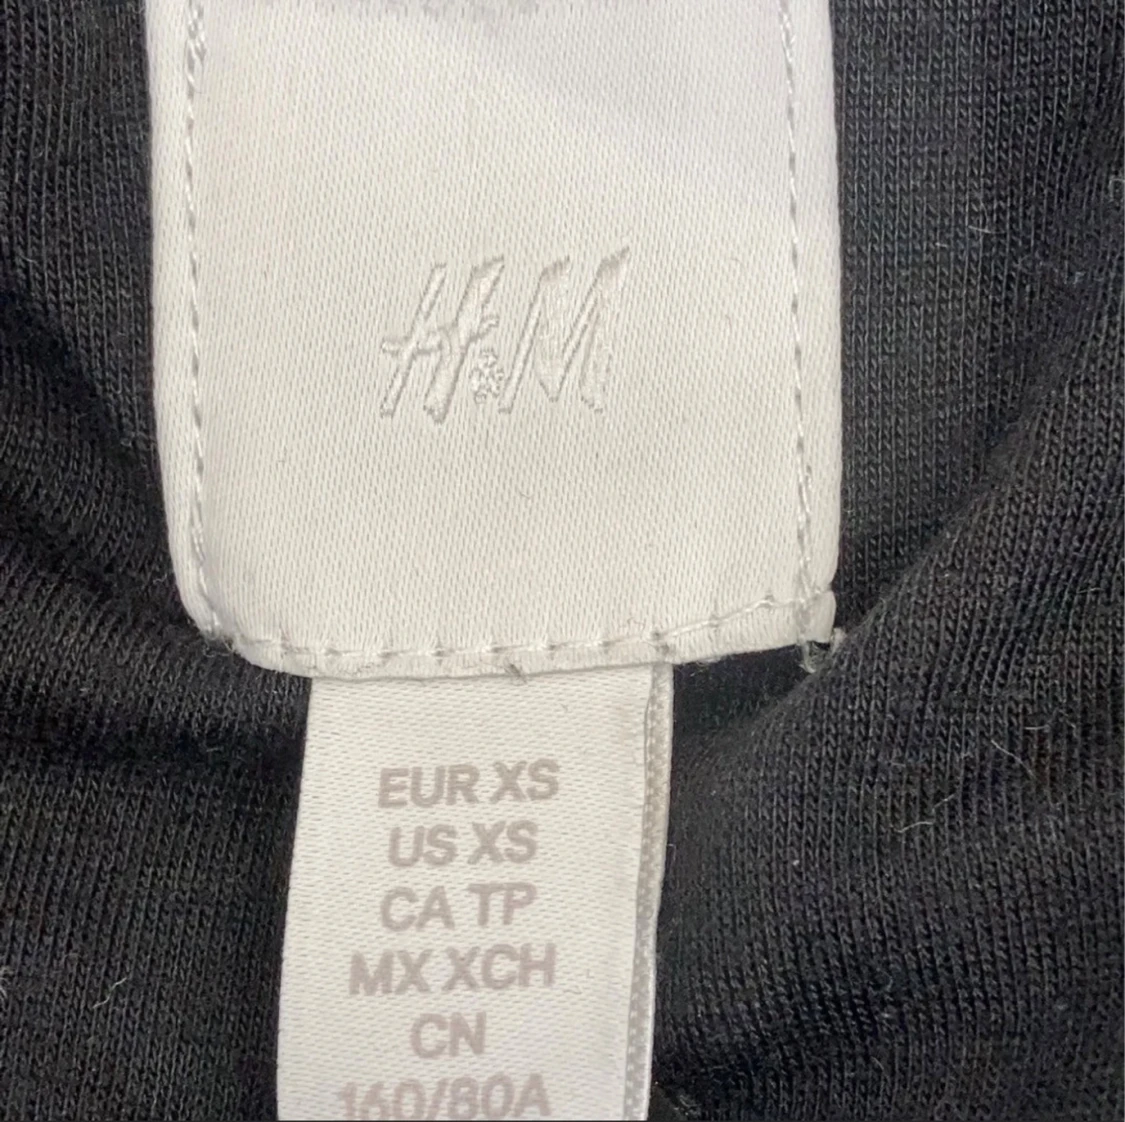 H&M
EUR XS
US XS
CA TP
MX XCH
CN
160/80A